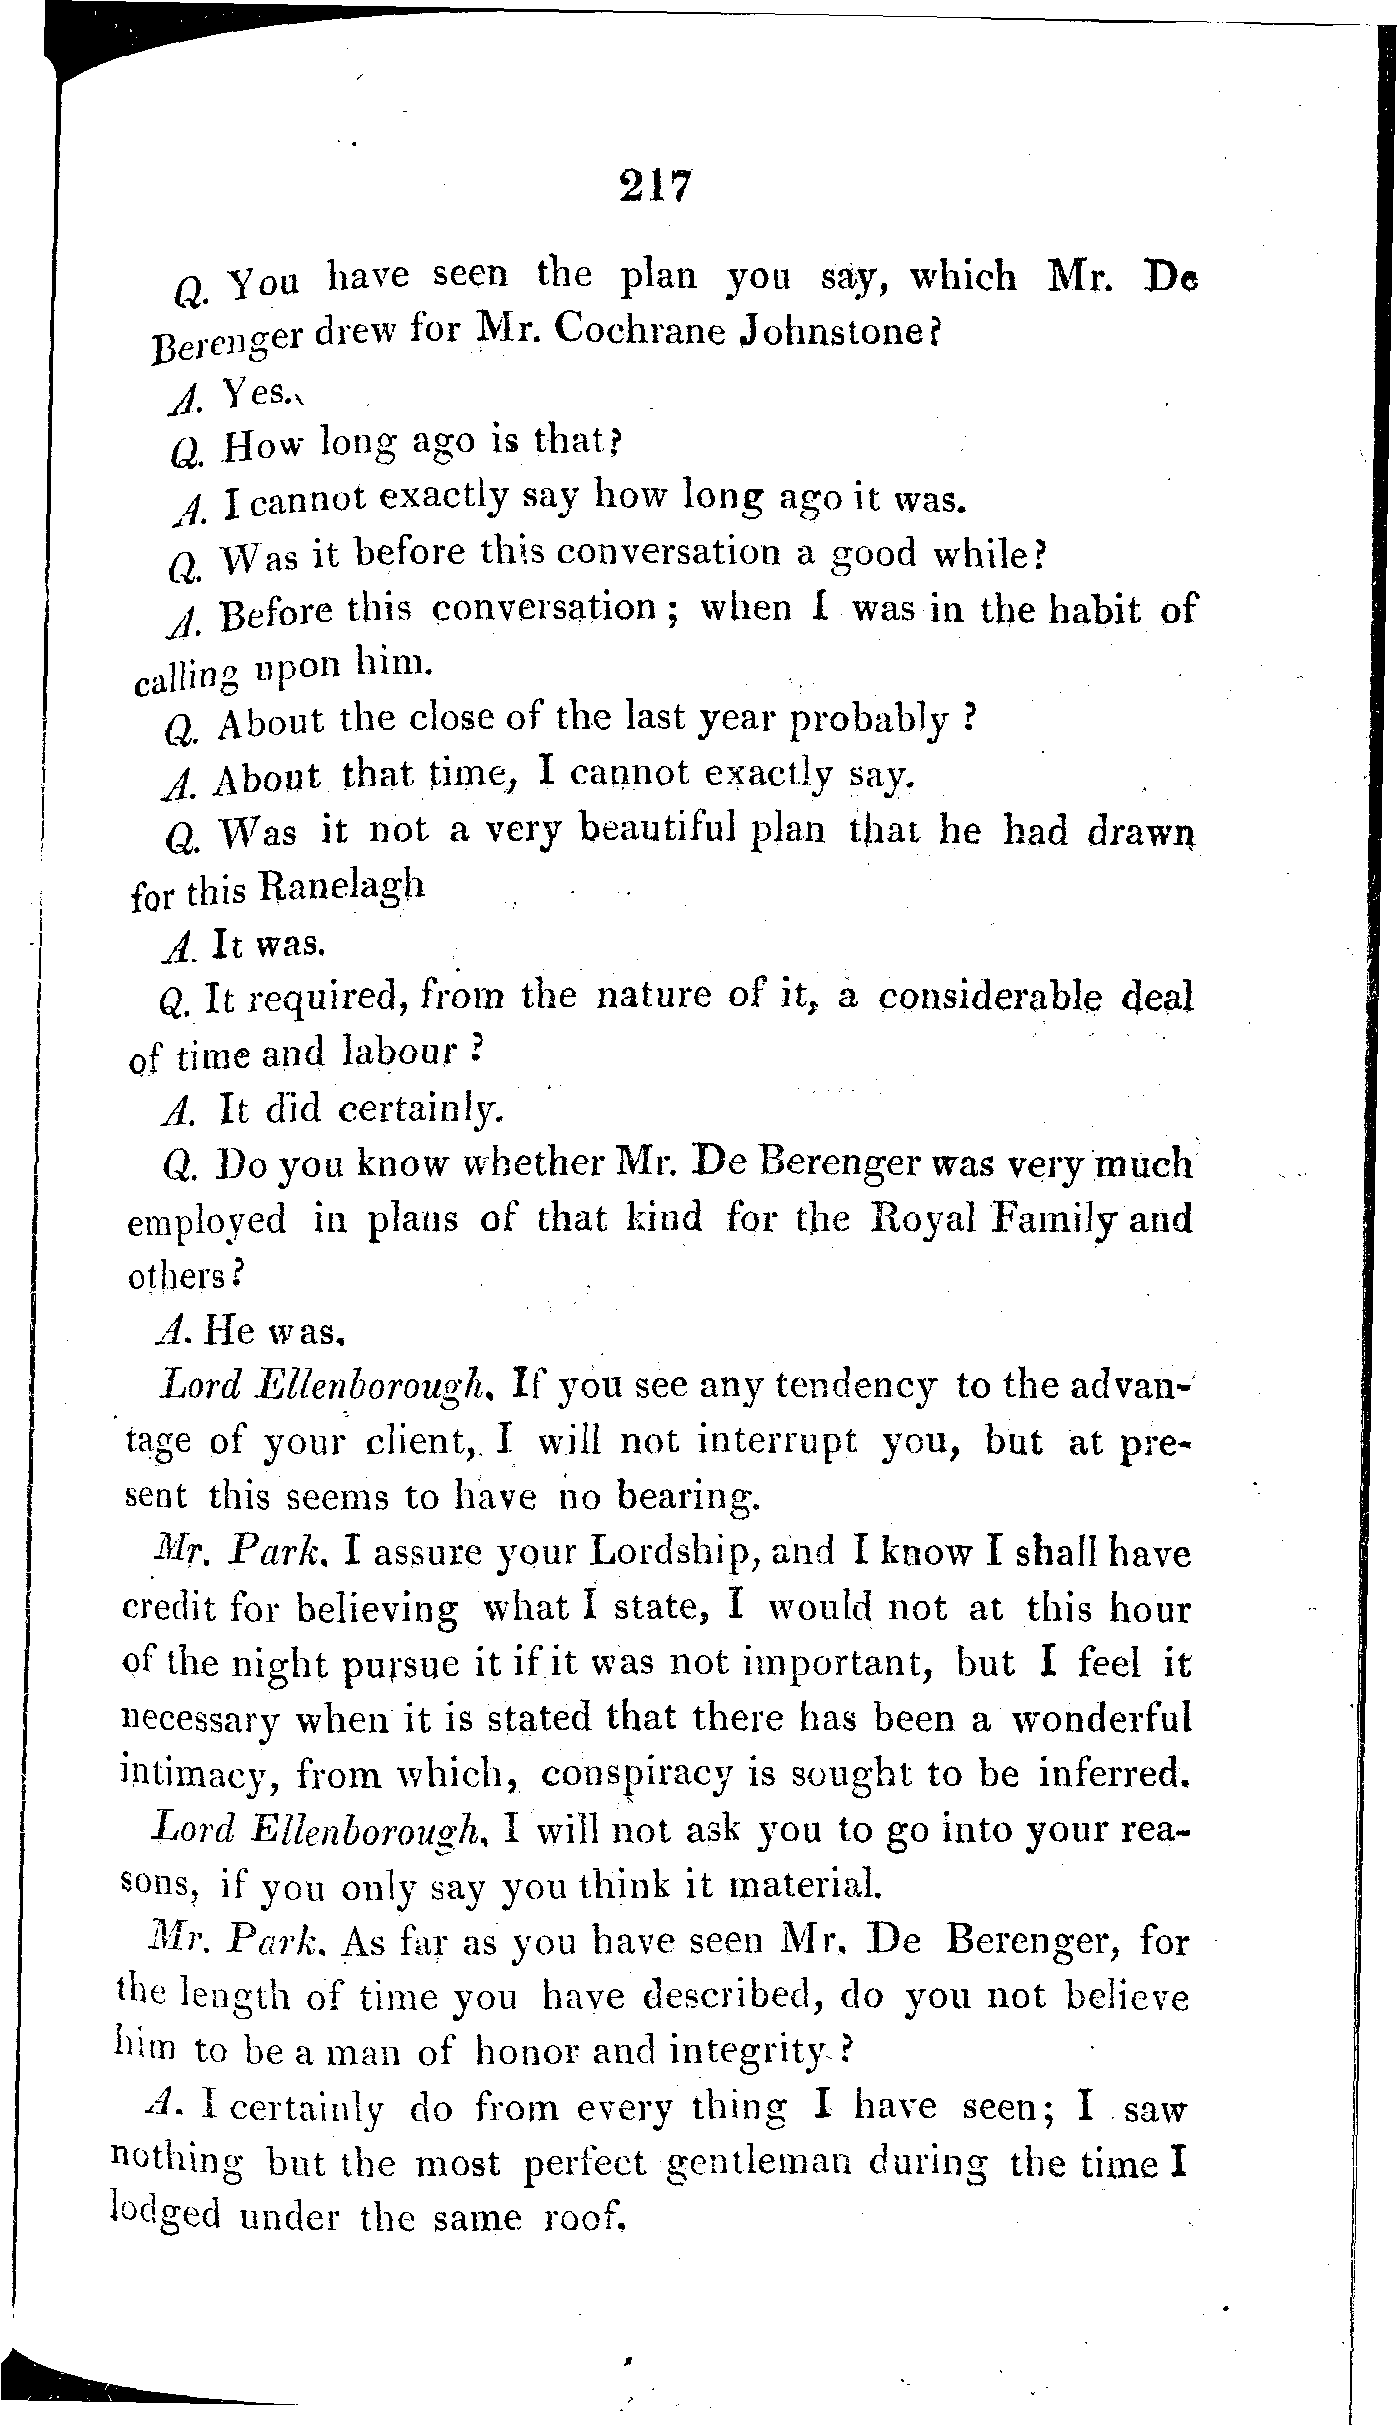 217
Q. You have seen the plan you say, which Mr. De
Berenger drew for Mr. Cochrane Johnstone?
A. Yes.
Q. How long ago is that?
A. I cannot exactly say how long ago it was.
Q. Was it before this conversation a good while?
A. Before this conversation; when I was in the habit of
calling upon him.
Q. About the close of the last year probably ?
A. About that time, I cannot exactly say.
Q. Was it not a very beautiful plan that he had drawn
for this Ranelagh
A. It was.
Q. It required, from the nature of it, a considerable deal
of time and labour ?
A. It did certainly.
Q. Do you know whether Mr. De Berenger was very much
employed in plans of that kind for the Royal Family and
others?
A. He was.
Lord Ellenborough. If you see any tendency to the advan-
tage of your client, I will not interrupt you, but at pre-
sent this seems to have no bearing.
Mr. Park. I assure your Lordship, and I know I shall have
credit for believing what I state, I would not at this hour
of the night pursue it if it was not important, but I feel it
necessary when it is stated that there has been a wonderful
intimacy, from which, conspiracy is sought to be inferred.
Lord Ellenborough. I will not ask you to go into your rea-
sons, if you only say you think it material.
Mr. Park. As far as you have seen Mr. De Berenger, for
the length of time you have described, do you not believe
him to be a man of honor and integrity ?
A. I certainly do from every thing I have seen; I saw
nothing but the most perfect gentleman during the time I
lodged under the same roof.